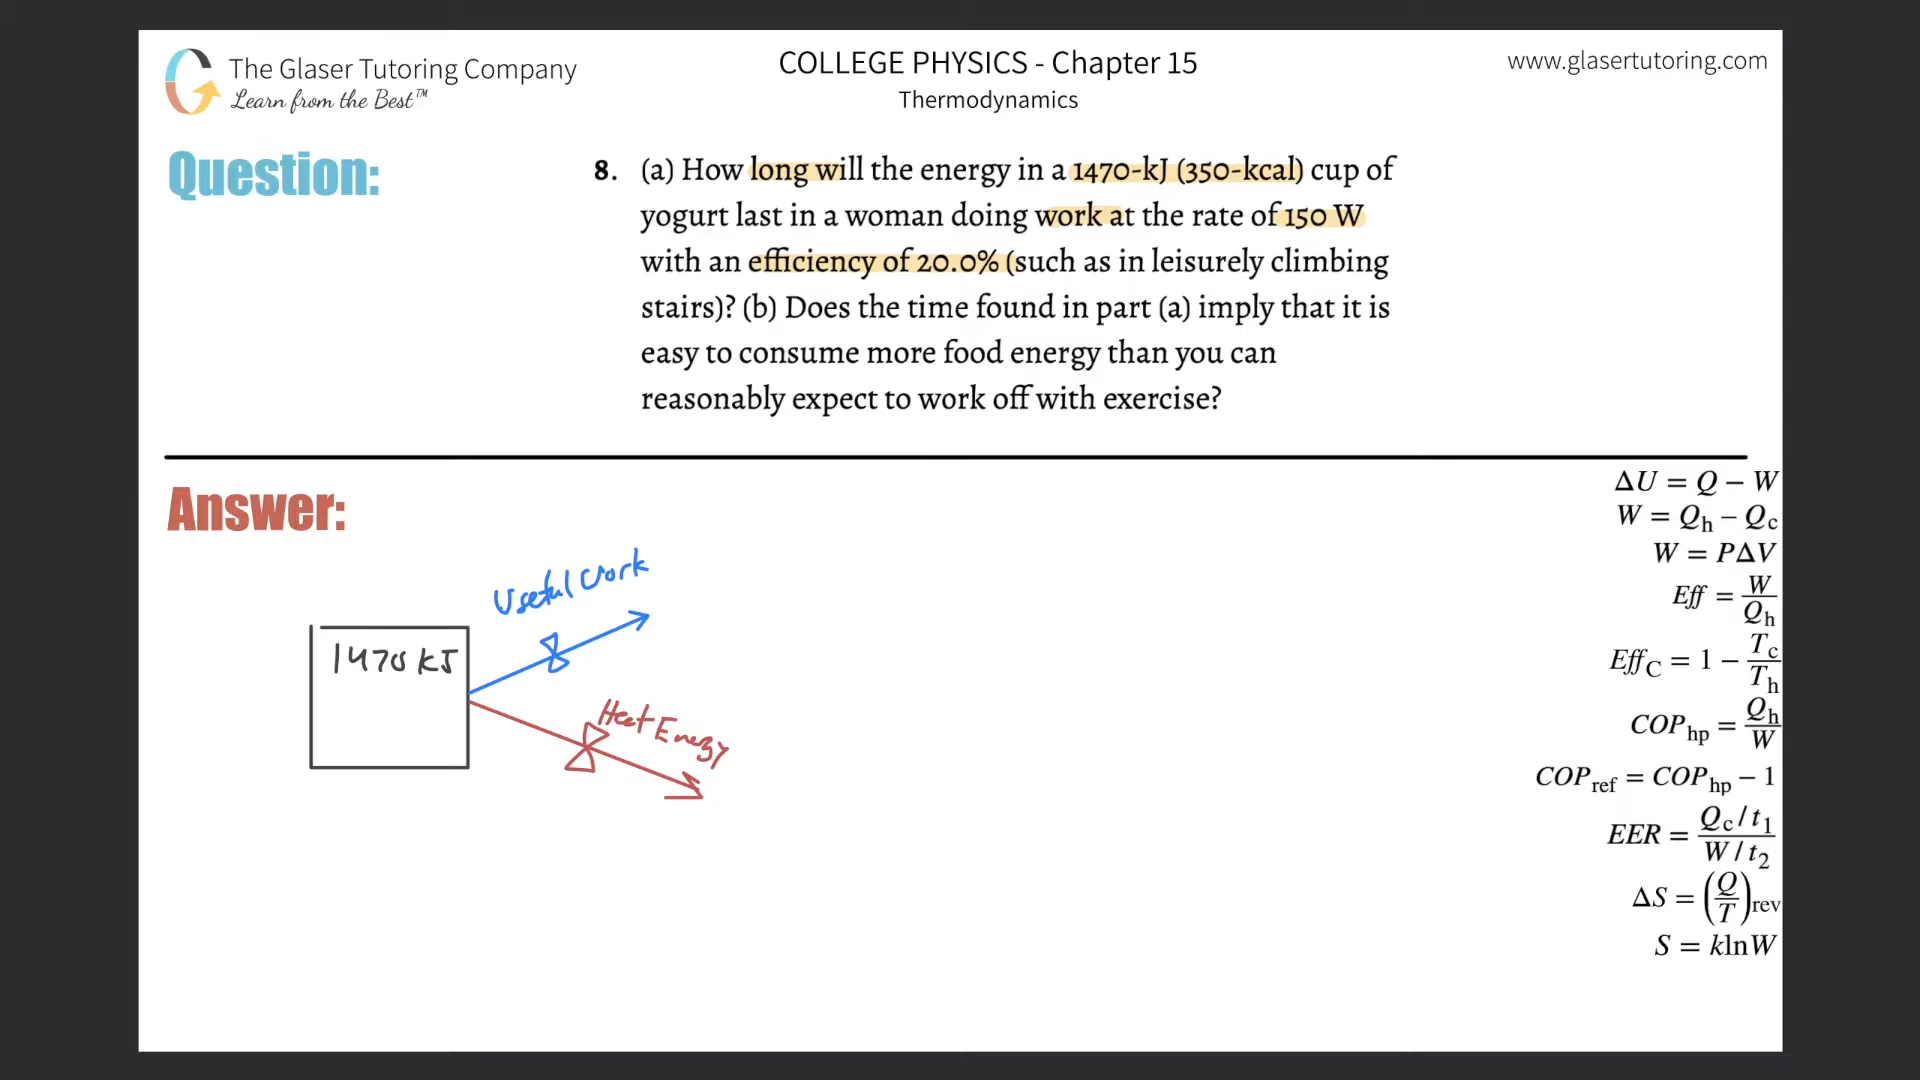 The Glaser Tutoring Company
Learn from the Best™
COLLEGE PHYSICS - Chapter 15
Thermodynamics
www.glasertutoring.com
Question:
8. (a) How long will the energy in a 1470-kJ (350-kcal) cup of
yogurt last in a woman doing work at the rate of 150 W
with an efficiency of 20.0% (such as in leisurely climbing
stairs)? (b) Does the time found in part (a) imply that it is
easy to consume more food energy than you can
reasonably expect to work off with exercise?
Answer:
Useful Work
1470 kJ
Heat Energy
ΔU = Q − W
W = Qh − Qc
W = PΔV
Eff = W/Qh
EffC = 1 − Tc/Th
COPhp = Qh/W
COPref = COPhp − 1
EER = (Qc / t1)/(W / t2)
ΔS = (Q/T)rev
S = klnW